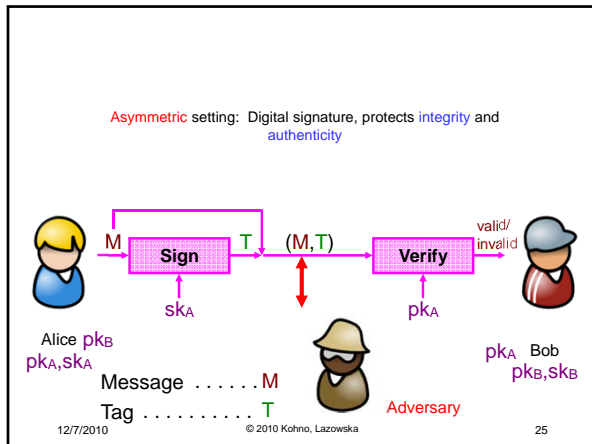 Asymmetric setting: Digital signature, protects integrity and
authenticity
M
Sign
T
(M,T)
Verify
valid/
invalid
skA
pkA
Alice pkB
pkA,skA
pkA Bob
pkB,skB
Message . . . . . . M
Tag . . . . . . . . . . T
Adversary
12/7/2010
© 2010 Kohno, Lazowska
25